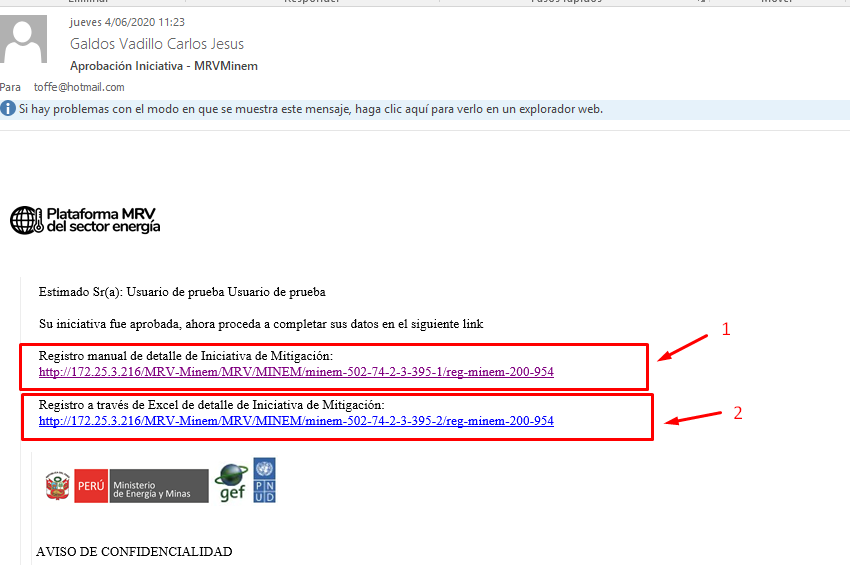 jueves 4/06/2020 11:23
Galdos Vadillo Carlos Jesus
Aprobación Iniciativa - MRVMinem
Para toffe@hotmail.com
Si hay problemas con el modo en que se muestra este mensaje, haga clic aquí para verlo en un explorador web.
Plataforma MRV
del sector energía
Estimado Sr(a): Usuario de prueba Usuario de prueba
Su iniciativa fue aprobada, ahora proceda a completar sus datos en el siguiente link
1
Registro manual de detalle de Iniciativa de Mitigación:
http://172.25.3.216/MRV-Minem/MRV/MINEM/minem-502-74-2-3-395-1/reg-minem-200-954
2
Registro a través de Excel de detalle de Iniciativa de Mitigación:
http://172.25.3.216/MRV-Minem/MRV/MINEM/minem-502-74-2-3-395-2/reg-minem-200-954
PERÚ
Ministerio
de Energía y Minas
gef
P N
U D
AVISO DE CONFIDENCIALIDAD